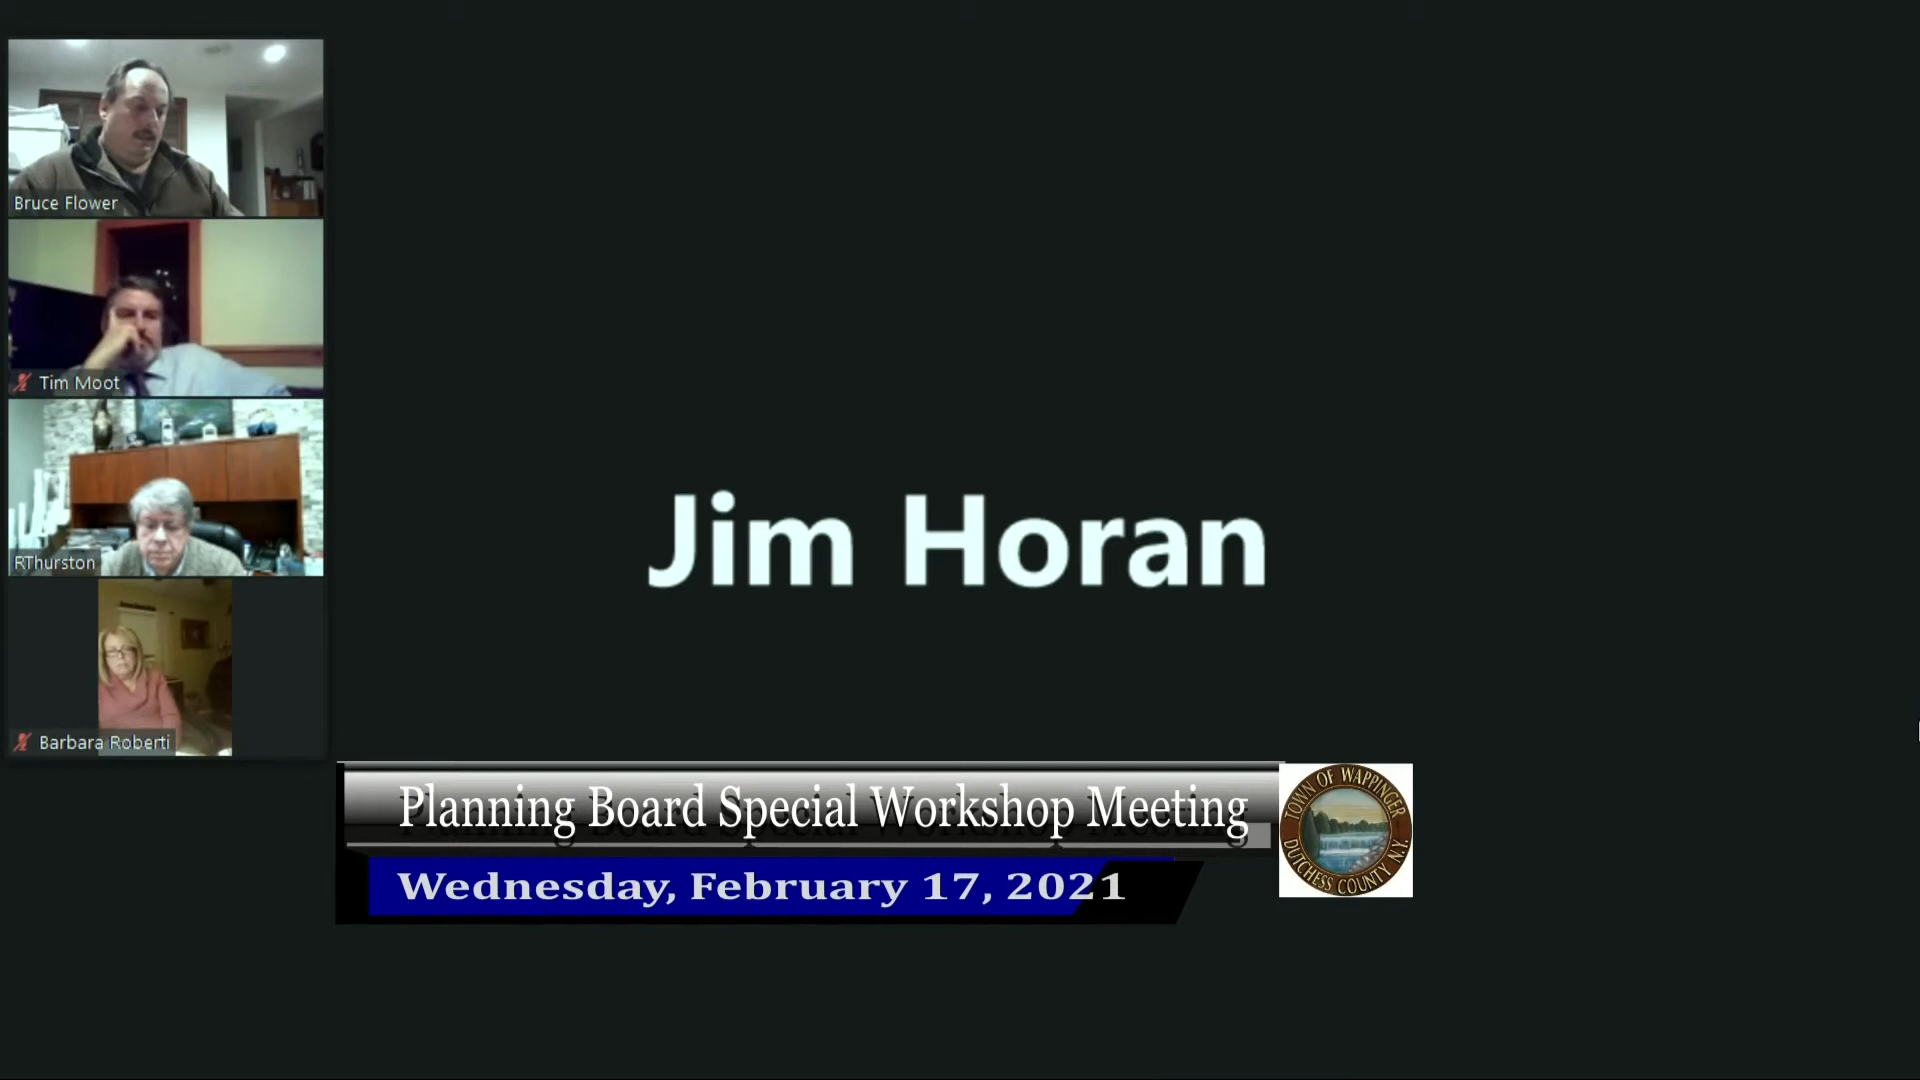 Bruce Flower
Tim Moot
RThurston
Barbara Roberti
Jim Horan
Planning Board Special Workshop Meeting
Wednesday, February 17, 2021
TOWN OF WAPPINGER
DUTCHESS COUNTY N.Y.